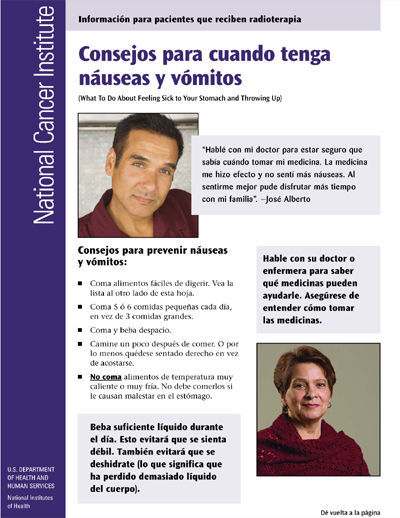 National Cancer Institute
Información para pacientes que reciben radioterapia
Consejos para cuando tenga
náuseas y vómitos
(What To Do About Feeling Sick to Your Stomach and Throwing Up)
"Hablé con mi doctor para estar seguro que
sabía cuándo tomar mi medicina. La medicina
me hizo efecto y no sentí más náuseas. Al
sentirme mejor pude disfrutar más tiempo
con mi familia". —José Alberto
Consejos para prevenir náuseas
y vómitos:
■ Coma alimentos fáciles de digerir. Vea la
lista al otro lado de esta hoja.
■ Coma 5 ó 6 comidas pequeñas cada día,
en vez de 3 comidas grandes.
■ Coma y beba despacio.
■ Camine un poco después de comer. O por
lo menos quédese sentado derecho en vez
de acostarse.
■ No coma alimentos de temperatura muy
caliente o muy fría. No debe comerlos si
le causan malestar en el estómago.
Hable con su doctor o
enfermera para saber
qué medicinas pueden
ayudarle. Asegúrese de
entender cómo tomar
las medicinas.
Beba suficiente líquido durante
el día. Esto evitará que se sienta
débil. También evitará que se
deshidrate (lo que significa que
ha perdido demasiado líquido
del cuerpo).
U.S. DEPARTMENT
OF HEALTH AND
HUMAN SERVICES
National Institutes
of Health
Dé vuelta a la página